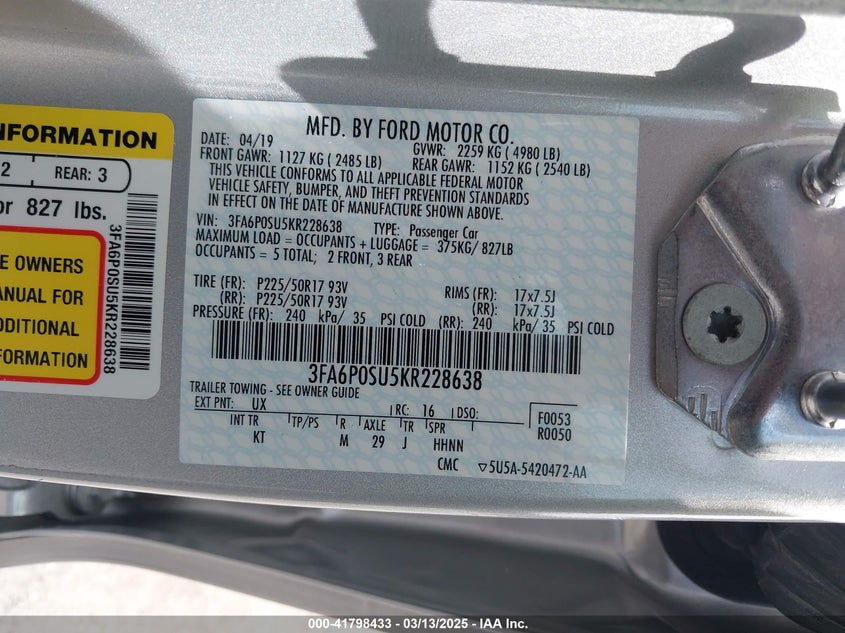 NFORMATION
2 REAR: 3
or 827 lbs.
E OWNERS
ANUAL FOR
DDITIONAL
FORMATION
3FA6P0SU5KR228638
MFD. BY FORD MOTOR CO.
DATE: 04/19 GVWR: 2259 KG ( 4980 LB)
FRONT GAWR: 1127 KG ( 2485 LB) REAR GAWR: 1152 KG ( 2540 LB)
THIS VEHICLE CONFORMS TO ALL APPLICABLE FEDERAL MOTOR
VEHICLE SAFETY, BUMPER, AND THEFT PREVENTION STANDARDS
IN EFFECT ON THE DATE OF MANUFACTURE SHOWN ABOVE.
VIN: 3FA6P0SU5KR228638 TYPE: Passenger Car
MAXIMUM LOAD = OCCUPANTS + LUGGAGE = 375KG/ 827LB
OCCUPANTS = 5 TOTAL; 2 FRONT, 3 REAR
TIRE (FR): P225/50R17 93V RIMS (FR): 17x7.5J
(RR): P225/50R17 93V (RR): 17x7.5J
PRESSURE (FR): 240 kPa/ 35 PSI COLD (RR): 240 kPa/ 35 PSI COLD
3FA6P0SU5KR228638
TRAILER TOWING - SEE OWNER GUIDE
EXT PNT: UX RC: 16 DSO: F0053
INT TR TP/PS R AXLE TR SPR R0050
KT M 29 J HHNN
CMC ▽5U5A-5420472-AA
000-41798433 - 03/13/2025 - IAA Inc.